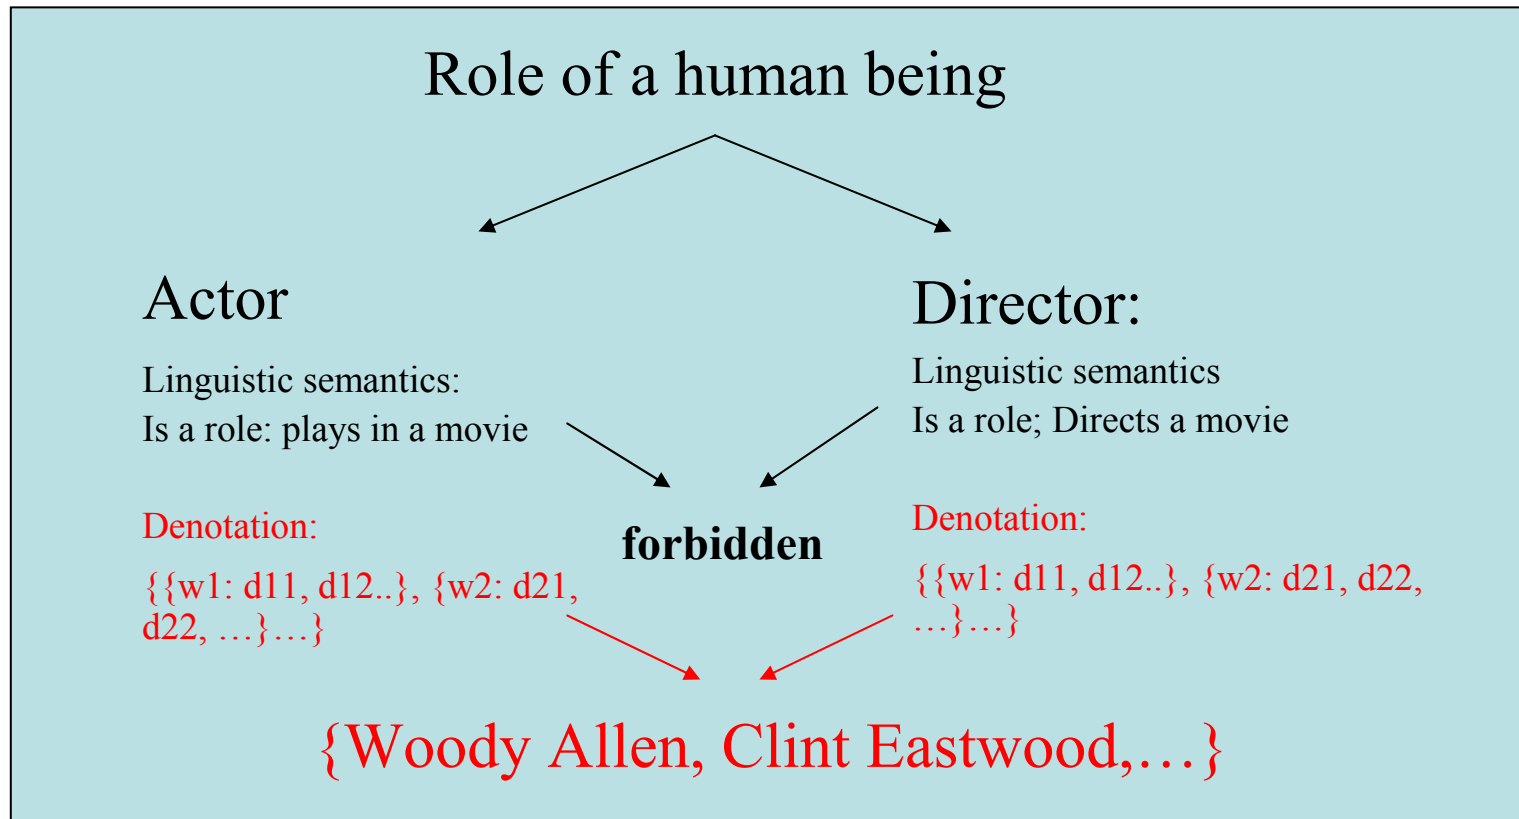 Role of a human being
Actor
Linguistic semantics:
Is a role: plays in a movie
Director:
Linguistic semantics
Is a role; Directs a movie
forbidden
Denotation:
{{w1: d11, d12..}, {w2: d21,
d22, …}…}
Denotation:
{{w1: d11, d12..}, {w2: d21, d22,
…}…}
{Woody Allen, Clint Eastwood,…}